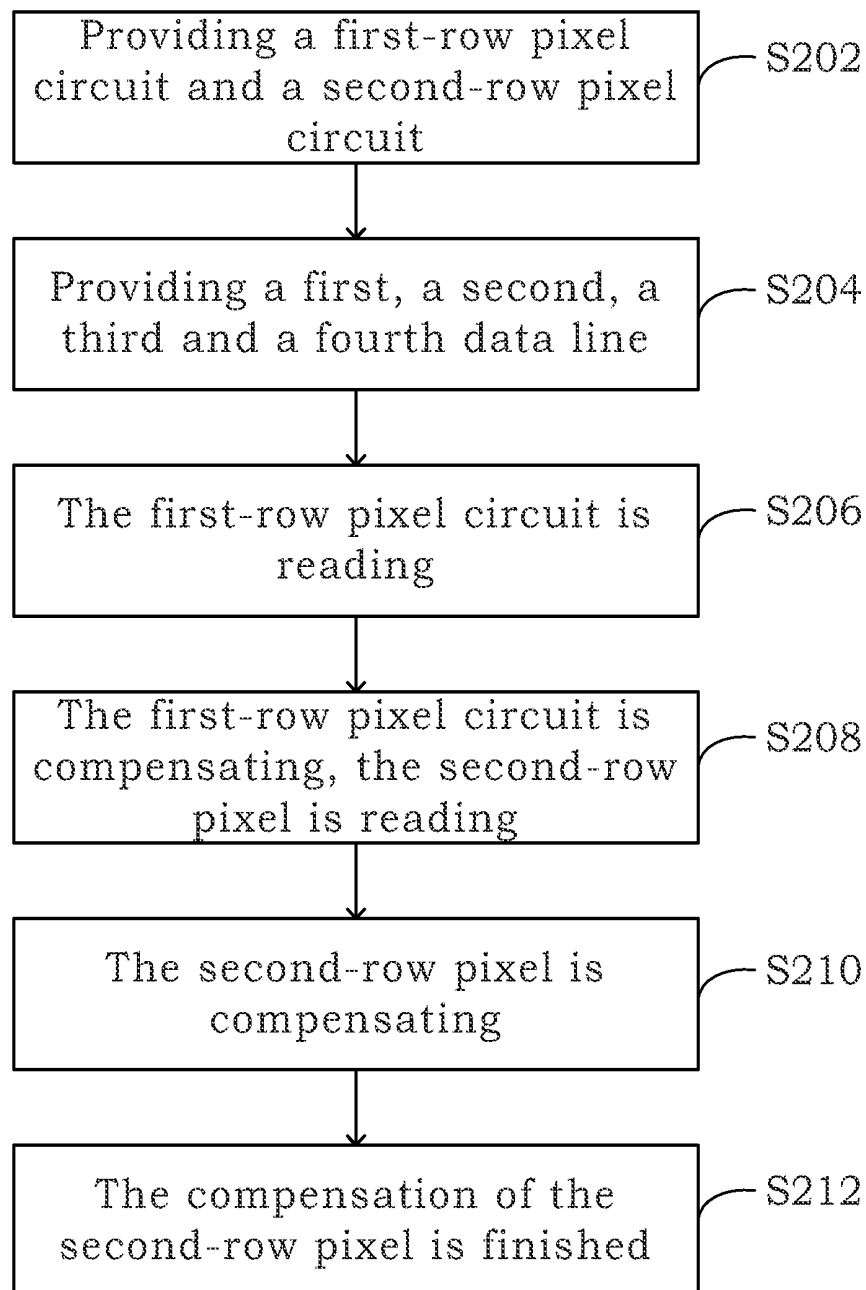 Providing a first-row pixel
circuit and a second-row pixel
circuit
S202
Providing a first, a second, a
third and a fourth data line
S204
The first-row pixel circuit is
reading
S206
The first-row pixel circuit is
compensating, the second-row
pixel is reading
S208
The second-row pixel is
compensating
S210
The compensation of the
second-row pixel is finished
S212